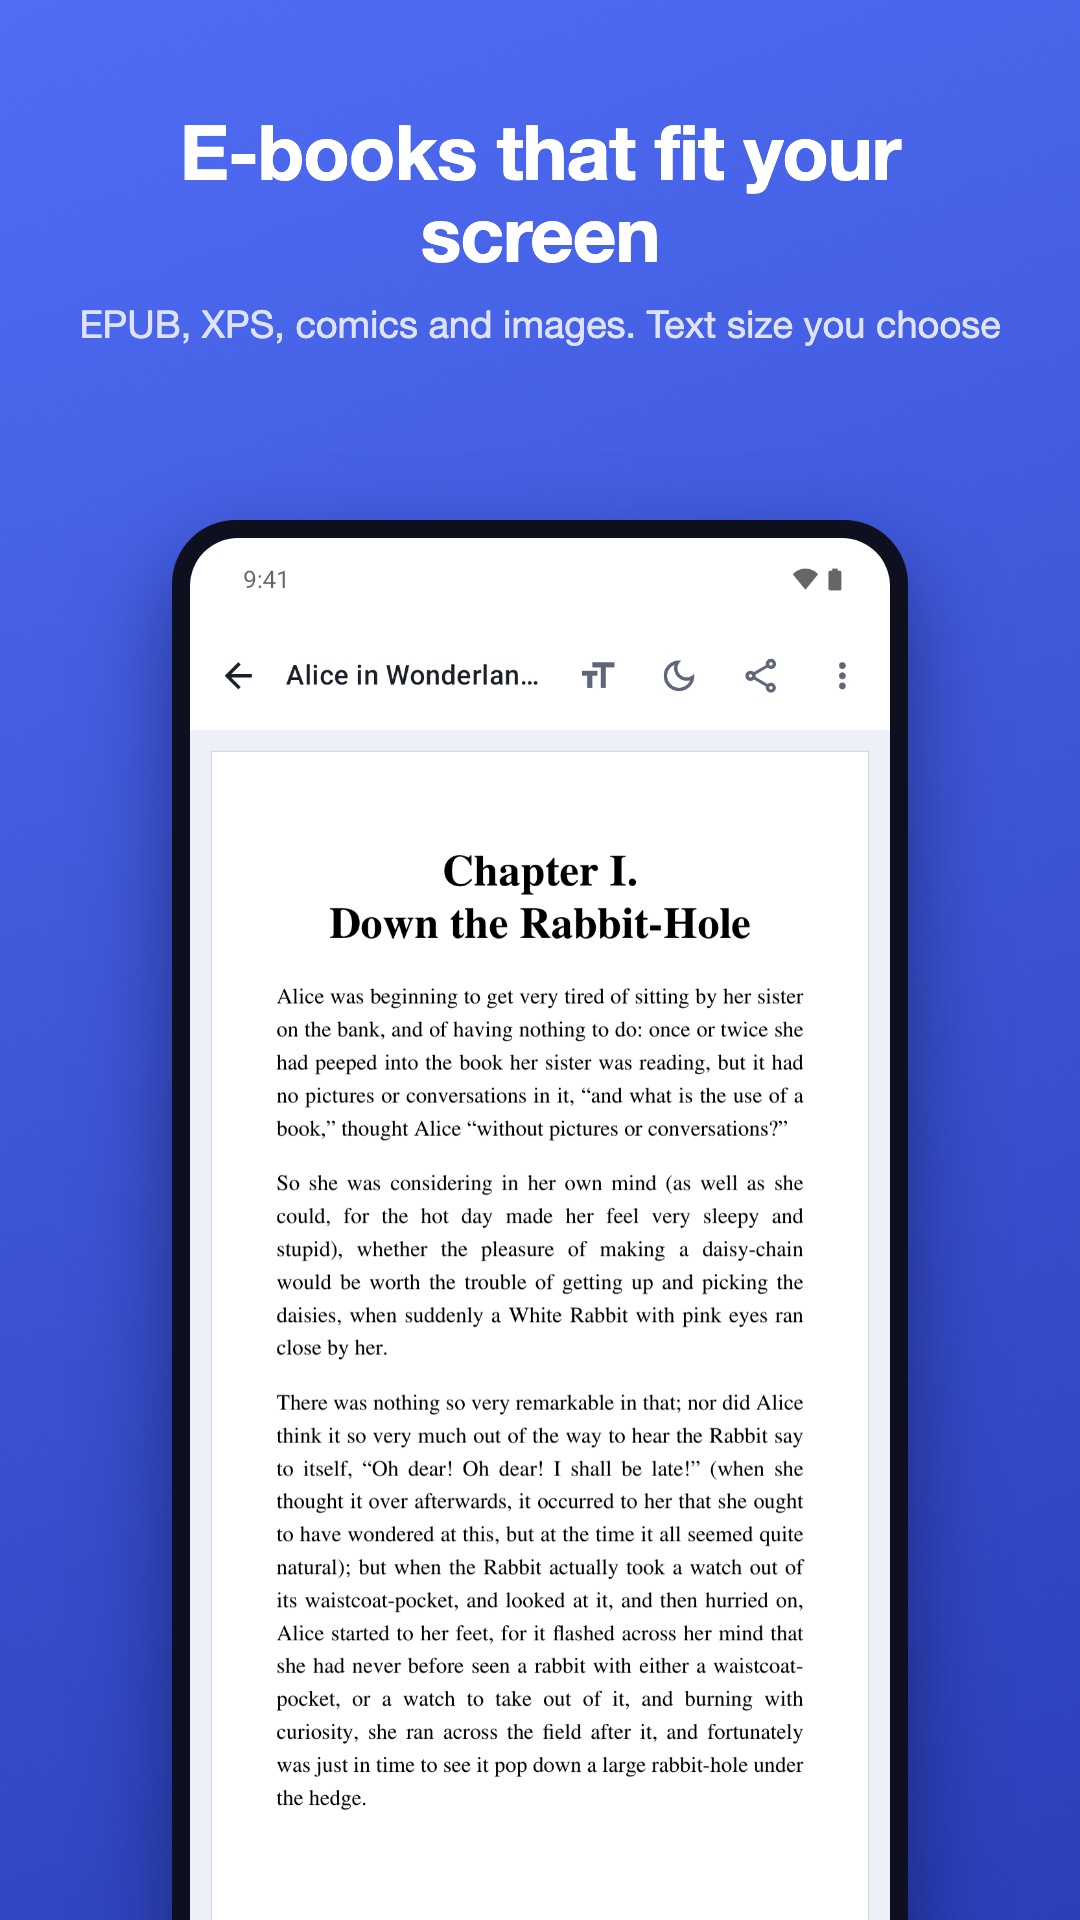 E-books that fit your
screen
EPUB, XPS, comics and images. Text size you choose
9:41
Alice in Wonderlan...
Chapter I.
Down the Rabbit-Hole
Alice was beginning to get very tired of sitting by her sister
on the bank, and of having nothing to do: once or twice she
had peeped into the book her sister was reading, but it had
no pictures or conversations in it, “and what is the use of a
book,” thought Alice “without pictures or conversations?”
So she was considering in her own mind (as well as she
could, for the hot day made her feel very sleepy and
stupid), whether the pleasure of making a daisy-chain
would be worth the trouble of getting up and picking the
daisies, when suddenly a White Rabbit with pink eyes ran
close by her.
There was nothing so very remarkable in that; nor did Alice
think it so very much out of the way to hear the Rabbit say
to itself, “Oh dear! Oh dear! I shall be late!” (when she
thought it over afterwards, it occurred to her that she ought
to have wondered at this, but at the time it all seemed quite
natural); but when the Rabbit actually took a watch out of
its waistcoat-pocket, and looked at it, and then hurried on,
Alice started to her feet, for it flashed across her mind that
she had never before seen a rabbit with either a waistcoat-
pocket, or a watch to take out of it, and burning with
curiosity, she ran across the field after it, and fortunately
was just in time to see it pop down a large rabbit-hole under
the hedge.